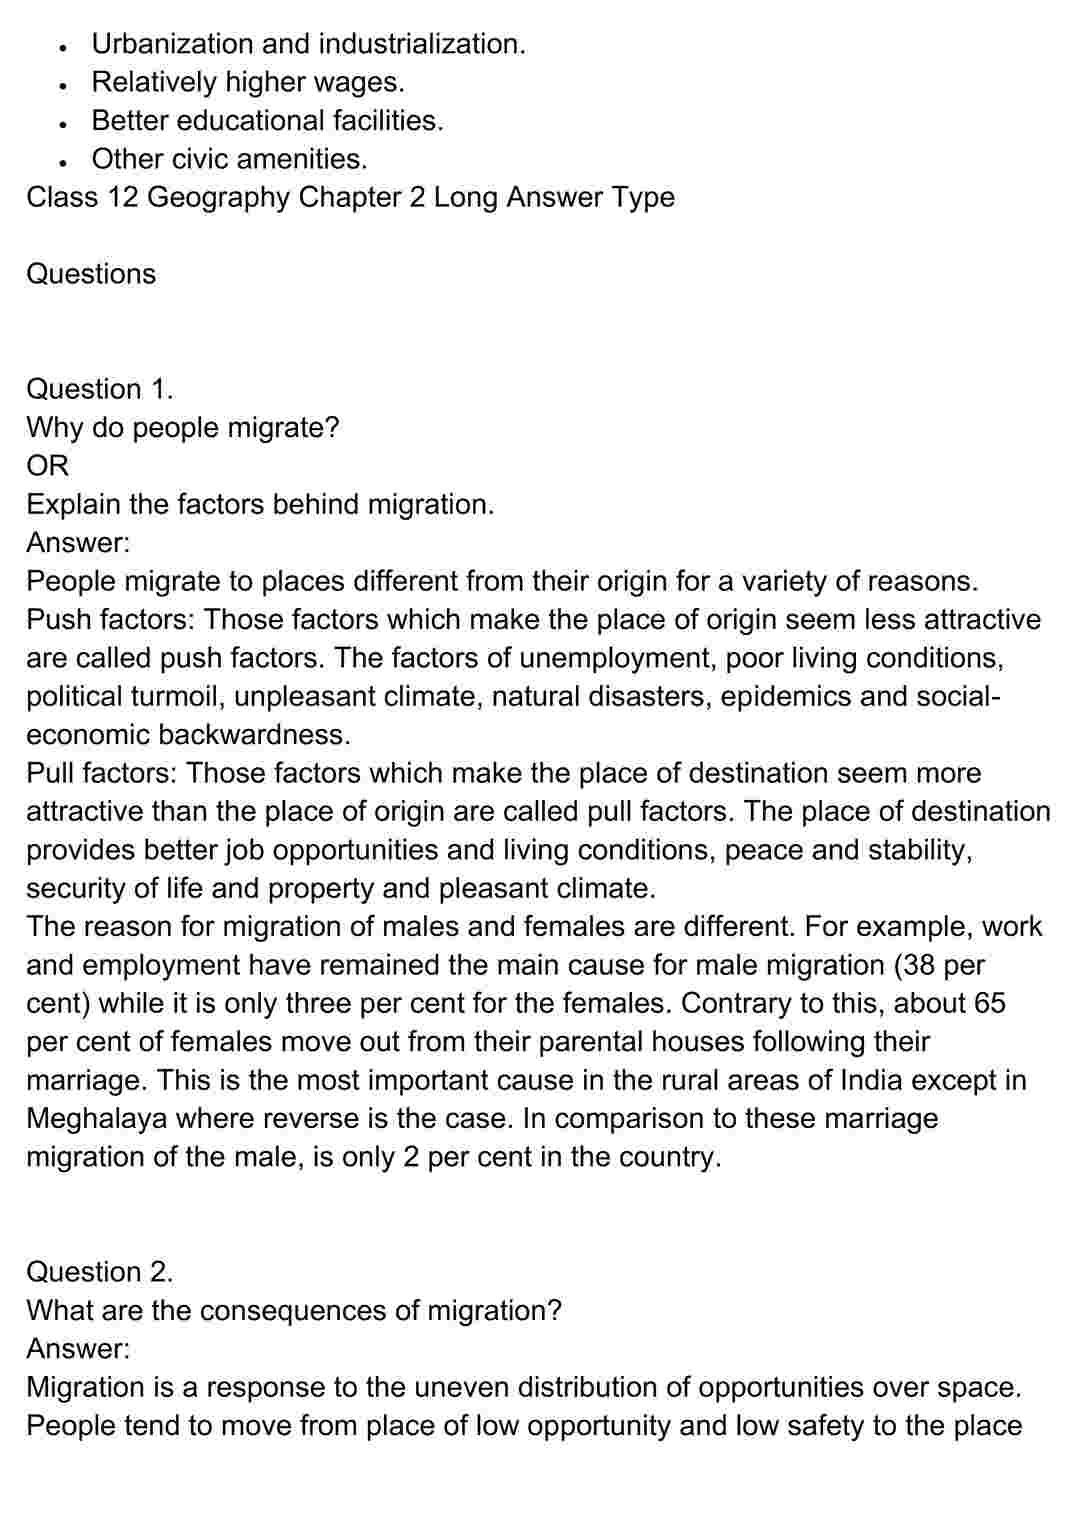 • Urbanization and industrialization.
• Relatively higher wages.
• Better educational facilities.
• Other civic amenities.
Class 12 Geography Chapter 2 Long Answer Type
Questions
Question 1.
Why do people migrate?
OR
Explain the factors behind migration.
Answer:
People migrate to places different from their origin for a variety of reasons.
Push factors: Those factors which make the place of origin seem less attractive
are called push factors. The factors of unemployment, poor living conditions,
political turmoil, unpleasant climate, natural disasters, epidemics and social-
economic backwardness.
Pull factors: Those factors which make the place of destination seem more
attractive than the place of origin are called pull factors. The place of destination
provides better job opportunities and living conditions, peace and stability,
security of life and property and pleasant climate.
The reason for migration of males and females are different. For example, work
and employment have remained the main cause for male migration (38 per
cent) while it is only three per cent for the females. Contrary to this, about 65
per cent of females move out from their parental houses following their
marriage. This is the most important cause in the rural areas of India except in
Meghalaya where reverse is the case. In comparison to these marriage
migration of the male, is only 2 per cent in the country.
Question 2.
What are the consequences of migration?
Answer:
Migration is a response to the uneven distribution of opportunities over space.
People tend to move from place of low opportunity and low safety to the place